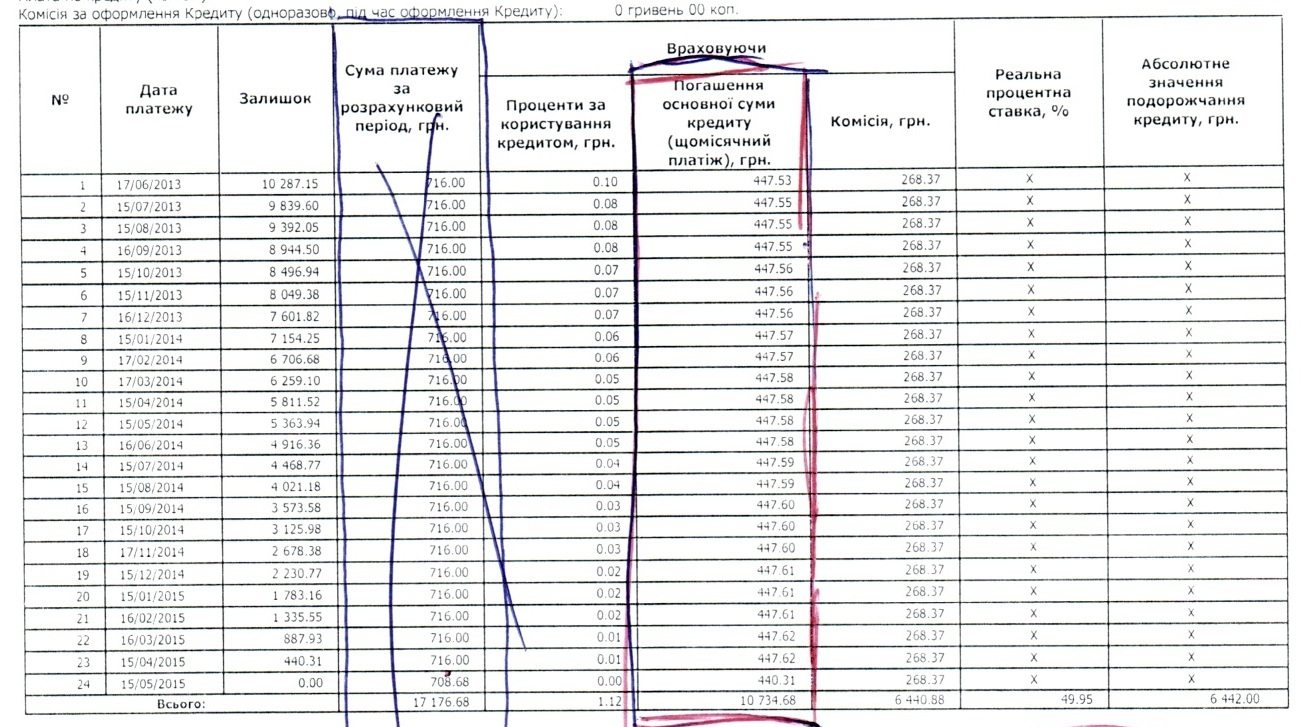 Комісія за оформлення Кредиту (одноразово, під час оформлення Кредиту): 0 гривень 00 коп.
№ Дата платежу Залишок Сума платежу за розрахунковий період, грн. Враховуючи Проценти за користування кредитом, грн. Погашення основної суми кредиту (щомісячний платіж), грн. Комісія, грн. Реальна процентна ставка, % Абсолютне значення подорожчання кредиту, грн.
1 17/06/2013 10 287.15 716.00 0.10 447.53 268.37 X X
2 15/07/2013 9 839.60 716.00 0.08 447.55 268.37 X X
3 15/08/2013 9 392.05 716.00 0.08 447.55 268.37 X X
4 16/09/2013 8 944.50 716.00 0.08 447.55 268.37 X X
5 15/10/2013 8 496.94 716.00 0.07 447.56 268.37 X X
6 15/11/2013 8 049.38 716.00 0.07 447.56 268.37 X X
7 16/12/2013 7 601.82 716.00 0.07 447.56 268.37 X X
8 15/01/2014 7 154.25 716.00 0.06 447.57 268.37 X X
9 17/02/2014 6 706.68 716.00 0.06 447.57 268.37 X X
10 17/03/2014 6 259.10 716.00 0.05 447.58 268.37 X X
11 15/04/2014 5 811.52 716.00 0.05 447.58 268.37 X X
12 15/05/2014 5 363.94 716.00 0.05 447.58 268.37 X X
13 16/06/2014 4 916.36 716.00 0.05 447.58 268.37 X X
14 15/07/2014 4 468.77 716.00 0.04 447.59 268.37 X X
15 15/08/2014 4 021.18 716.00 0.04 447.59 268.37 X X
16 15/09/2014 3 573.58 716.00 0.03 447.60 268.37 X X
17 15/10/2014 3 125.98 716.00 0.03 447.60 268.37 X X
18 17/11/2014 2 678.38 716.00 0.03 447.60 268.37 X X
19 15/12/2014 2 230.77 716.00 0.02 447.61 268.37 X X
20 15/01/2015 1 783.16 716.00 0.02 447.61 268.37 X X
21 16/02/2015 1 335.55 716.00 0.02 447.61 268.37 X X
22 16/03/2015 887.93 716.00 0.01 447.62 268.37 X X
23 15/04/2015 440.31 716.00 0.01 447.62 268.37 X X
24 15/05/2015 0.00 708.68 0.00 440.31 268.37 X X
Всього: 17 176.68 1.12 10 734.68 6 440.88 49.95 6 442.00